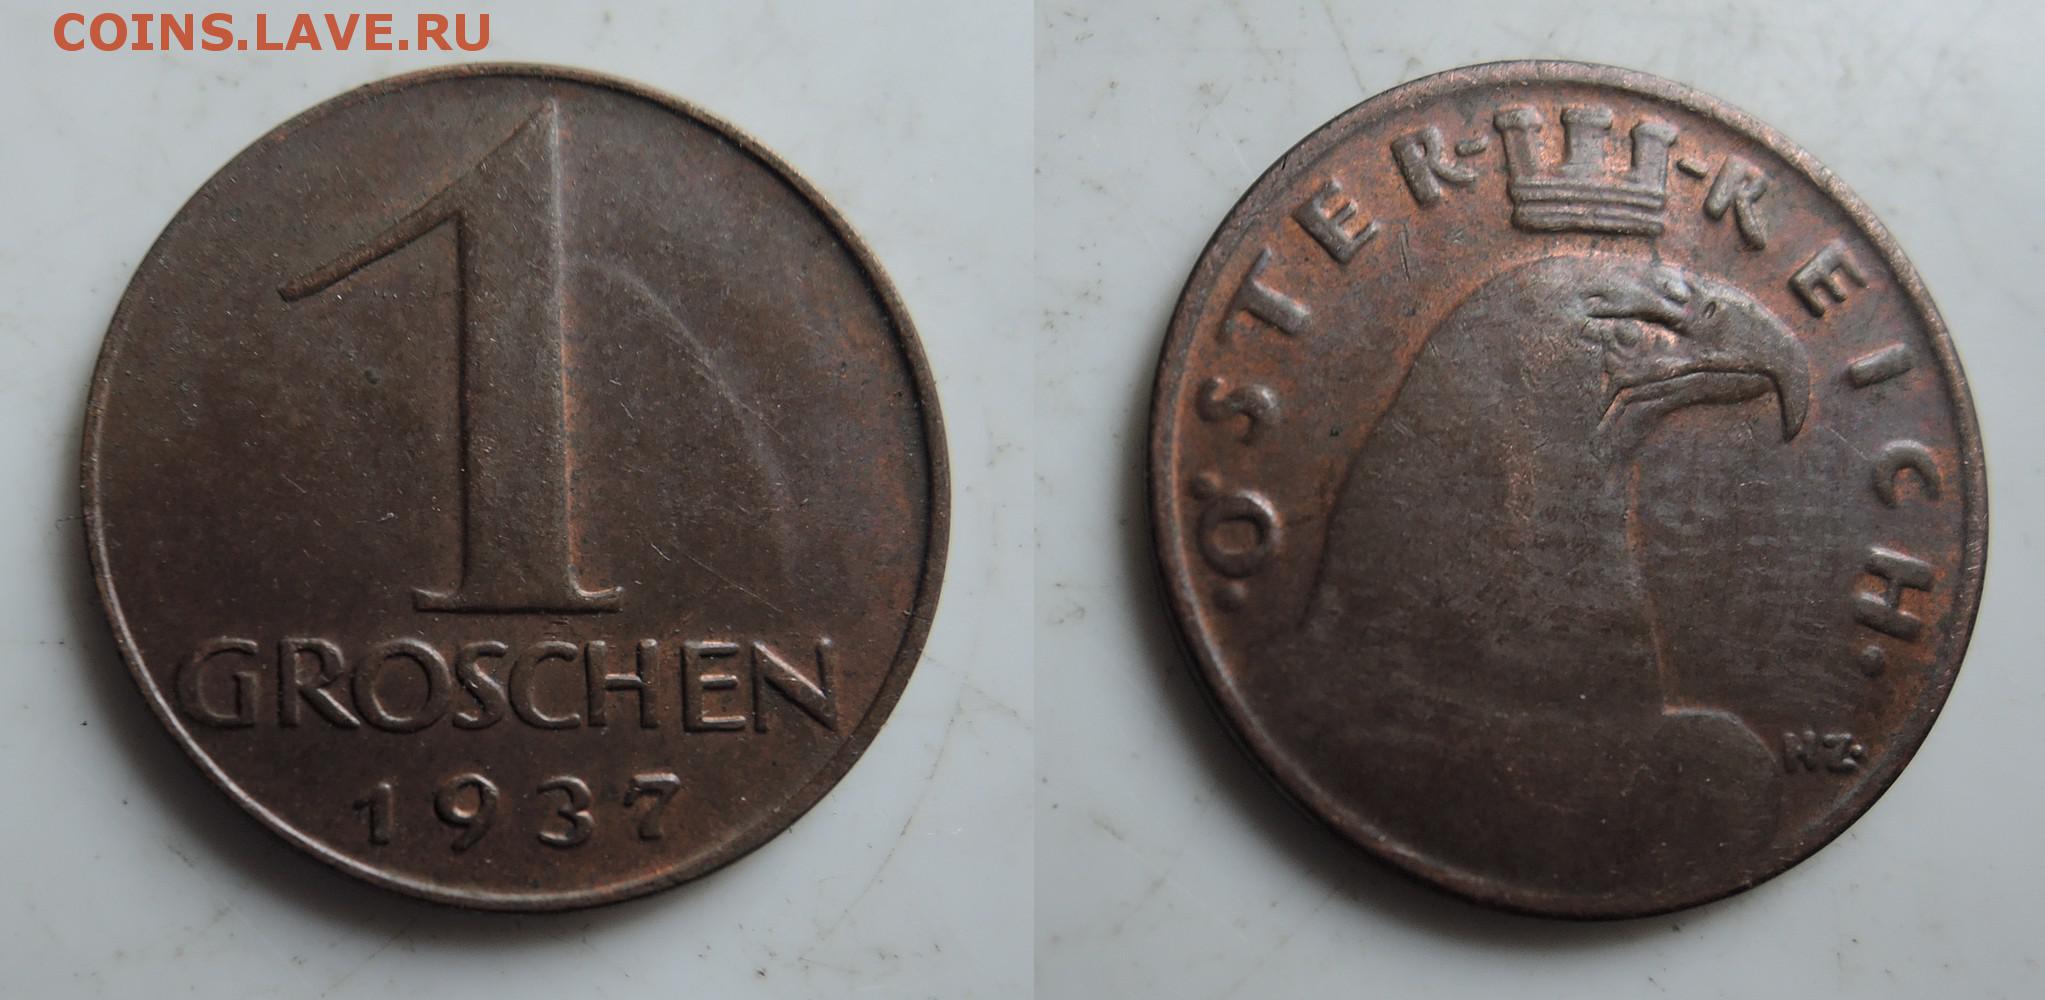 COINS.LAVE.RU
1
GROSCHEN
1937
·ÖSTER-REICH·
NZ·